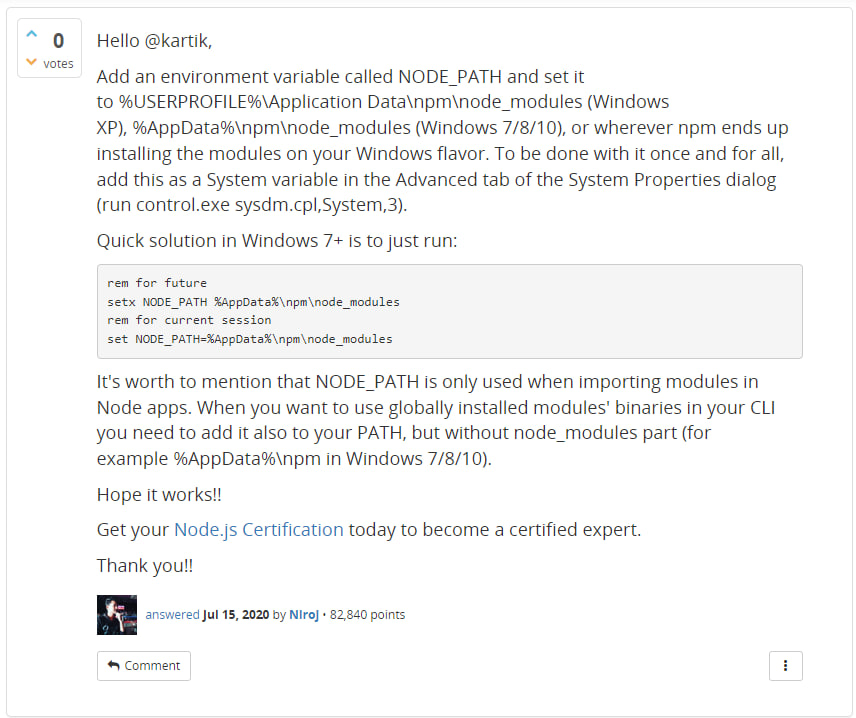 0
votes
Hello @kartik,
Add an environment variable called NODE_PATH and set it
to %USERPROFILE%\Application Data\npm\node_modules (Windows
XP), %AppData%\npm\node_modules (Windows 7/8/10), or wherever npm ends up
installing the modules on your Windows flavor. To be done with it once and for all,
add this as a System variable in the Advanced tab of the System Properties dialog
(run control.exe sysdm.cpl,System,3).
Quick solution in Windows 7+ is to just run:
rem for future
setx NODE_PATH %AppData%\npm\node_modules
rem for current session
set NODE_PATH=%AppData%\npm\node_modules
It's worth to mention that NODE_PATH is only used when importing modules in
Node apps. When you want to use globally installed modules' binaries in your CLI
you need to add it also to your PATH, but without node_modules part (for
example %AppData%\npm in Windows 7/8/10).
Hope it works!!
Get your Node.js Certification today to become a certified expert.
Thank you!!
answered Jul 15, 2020 by Niroj • 82,840 points
Comment